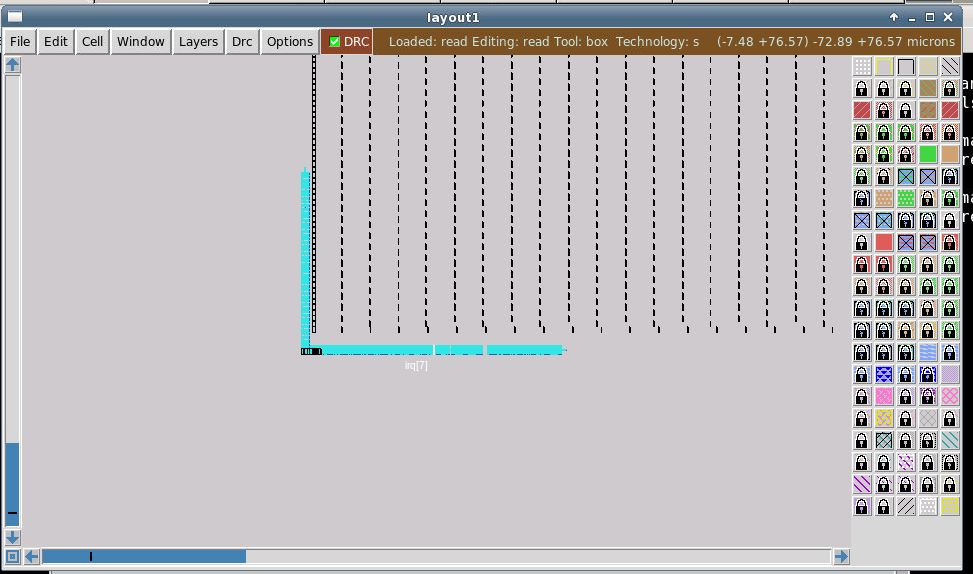 layout1
File Edit Cell Window Layers Drc Options DRC Loaded: read Editing: read Tool: box Technology: s (-7.48 +76.57) -72.89 +76.57 microns
irq[7]